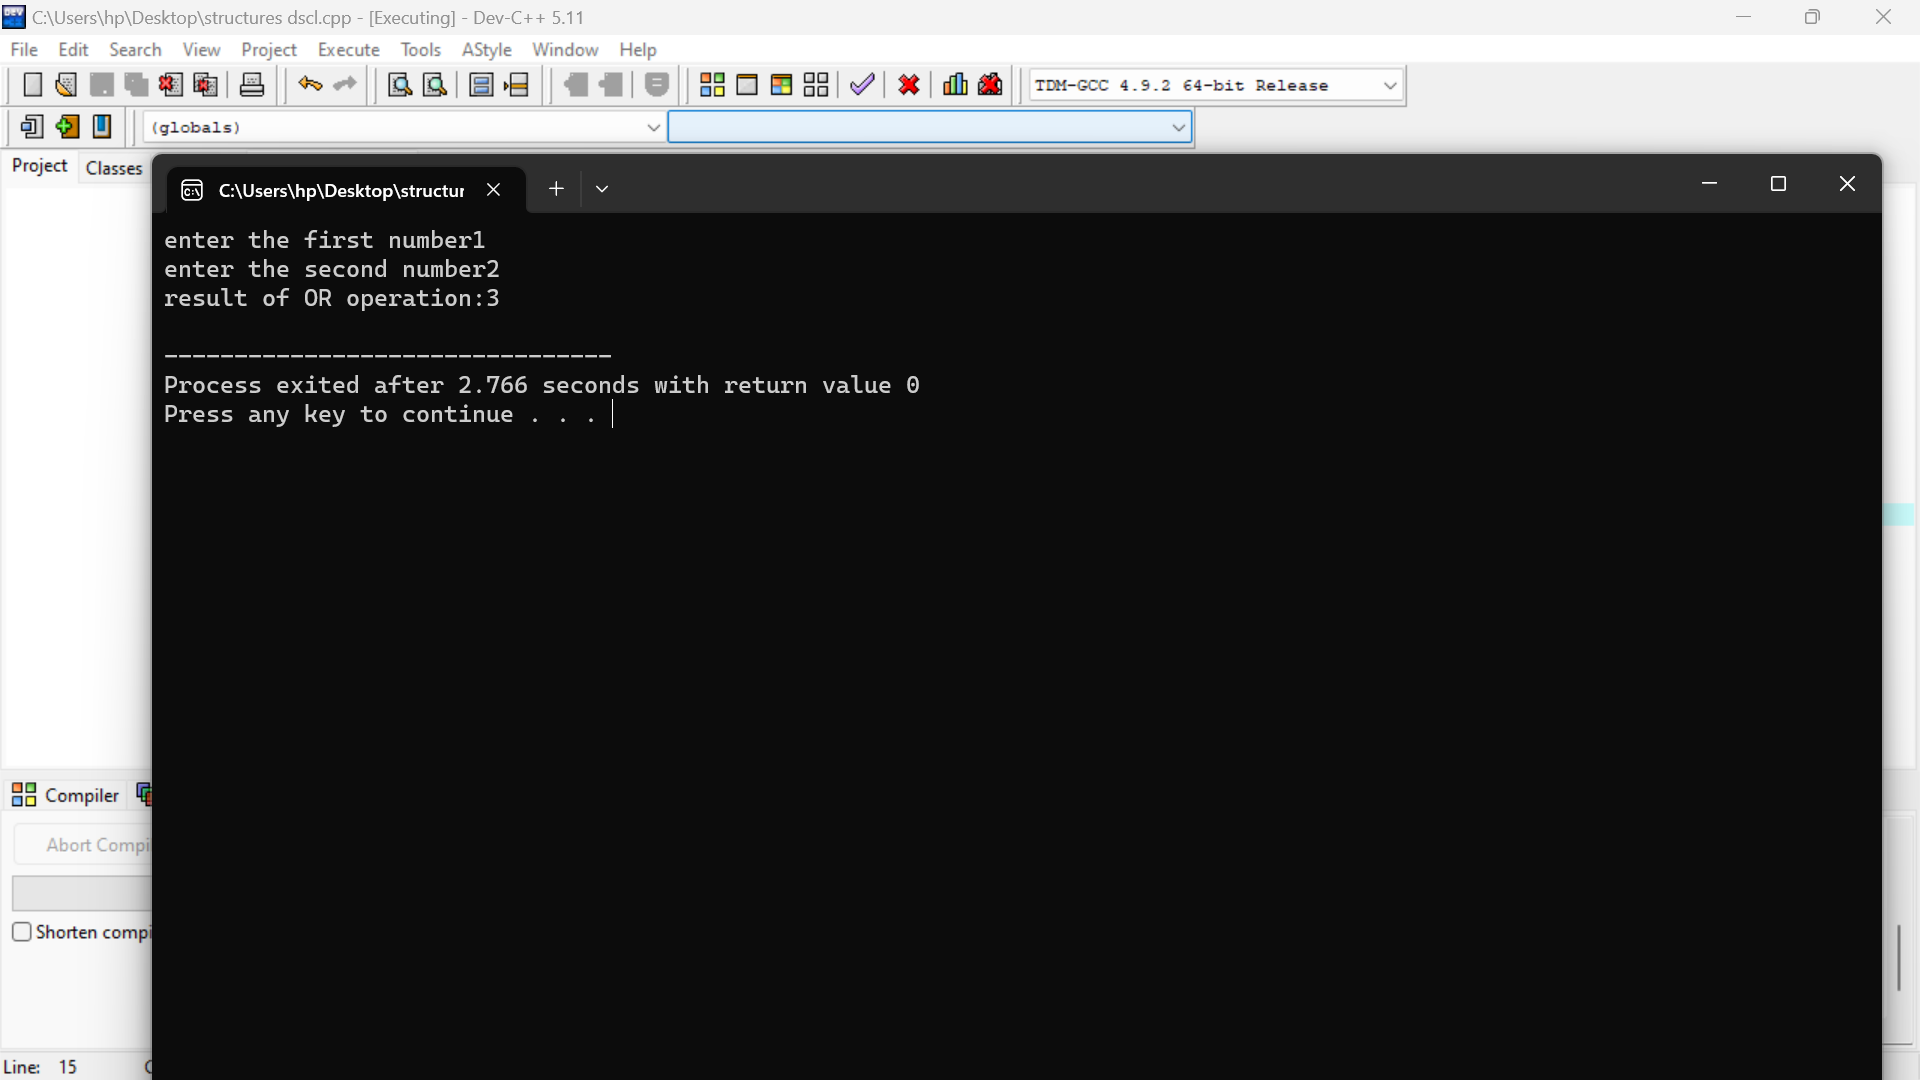 C:\Users\hp\Desktop\structures dscl.cpp - [Executing] - Dev-C++ 5.11
File Edit Search View Project Execute Tools AStyle Window Help
TDM-GCC 4.9.2 64-bit Release
(globals)
Project Classes
C:\Users\hp\Desktop\structur
enter the first number1
enter the second number2
result of OR operation:3
--------------------------------
Process exited after 2.766 seconds with return value 0
Press any key to continue . . .
Compiler
Abort Compi
Shorten compi
Line: 15